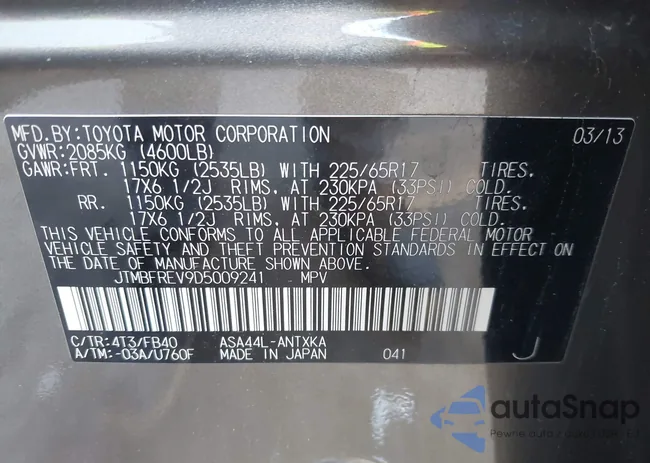 MFD.BY:TOYOTA MOTOR CORPORATION 03/13
GVWR:2085KG (4600LB)
GAWR:FRT. 1150KG (2535LB) WITH 225/65R17 TIRES.
17X6 1/2J RIMS. AT 230KPA (33PSI) COLD.
RR. 1150KG (2535LB) WITH 225/65R17 TIRES.
17X6 1/2J RIMS. AT 230KPA (33PSI) COLD.
THIS VEHICLE CONFORMS TO ALL APPLICABLE FEDERAL MOTOR
VEHICLE SAFETY AND THEFT PREVENTION STANDARDS IN EFFECT ON
THE DATE OF MANUFACTURE SHOWN ABOVE.
JTMBFREV9D5009241 MPV
C/TR:4T3/FB40 ASA44L-ANTXKA
A/TM:-03A/U760F MADE IN JAPAN 041 J
autaSnap
Pewne auta z